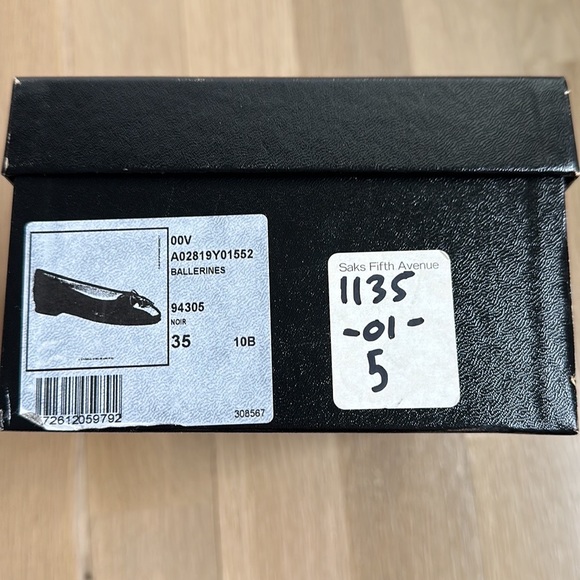 00V
A02819Y01552
BALLERINES
94305
NOIR
35 10B
72612059792
308567
Saks Fifth Avenue
1135
-01-
5